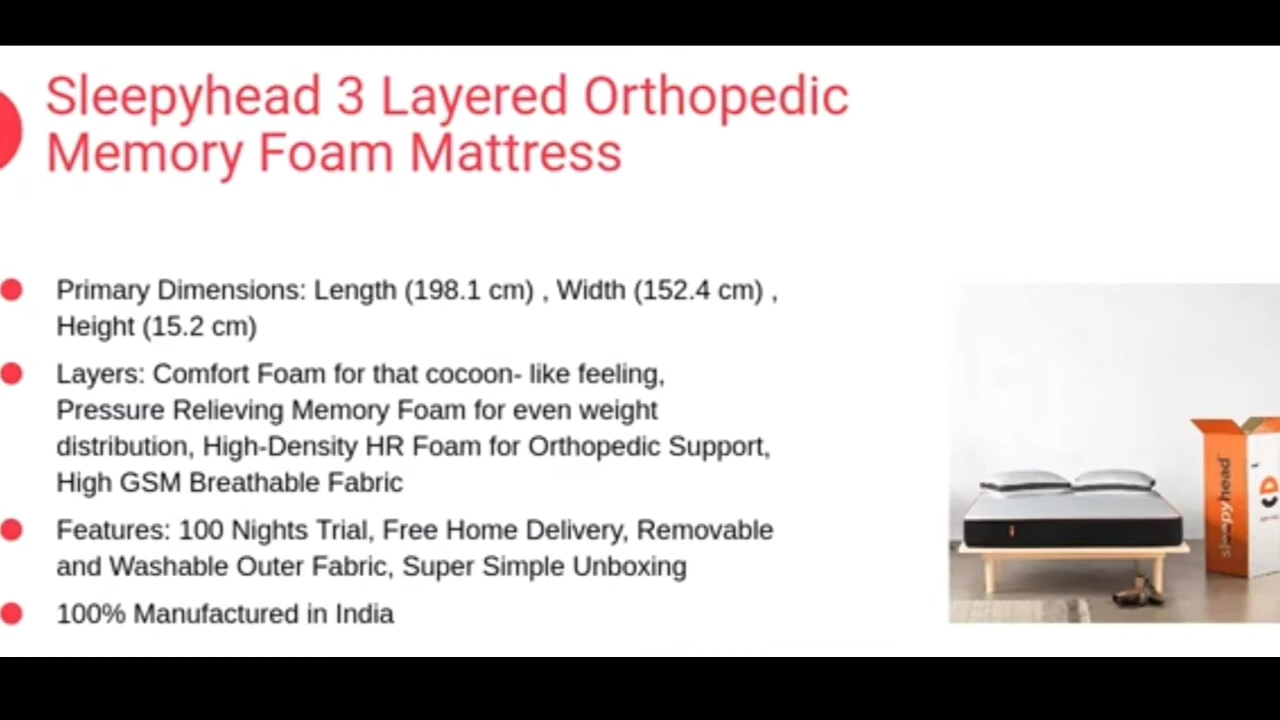 Sleepyhead 3 Layered Orthopedic
Memory Foam Mattress
Primary Dimensions: Length (198.1 cm) , Width (152.4 cm) ,
Height (15.2 cm)
Layers: Comfort Foam for that cocoon- like feeling,
Pressure Relieving Memory Foam for even weight
distribution, High-Density HR Foam for Orthopedic Support,
High GSM Breathable Fabric
Features: 100 Nights Trial, Free Home Delivery, Removable
and Washable Outer Fabric, Super Simple Unboxing
100% Manufactured in India
sleepyhead